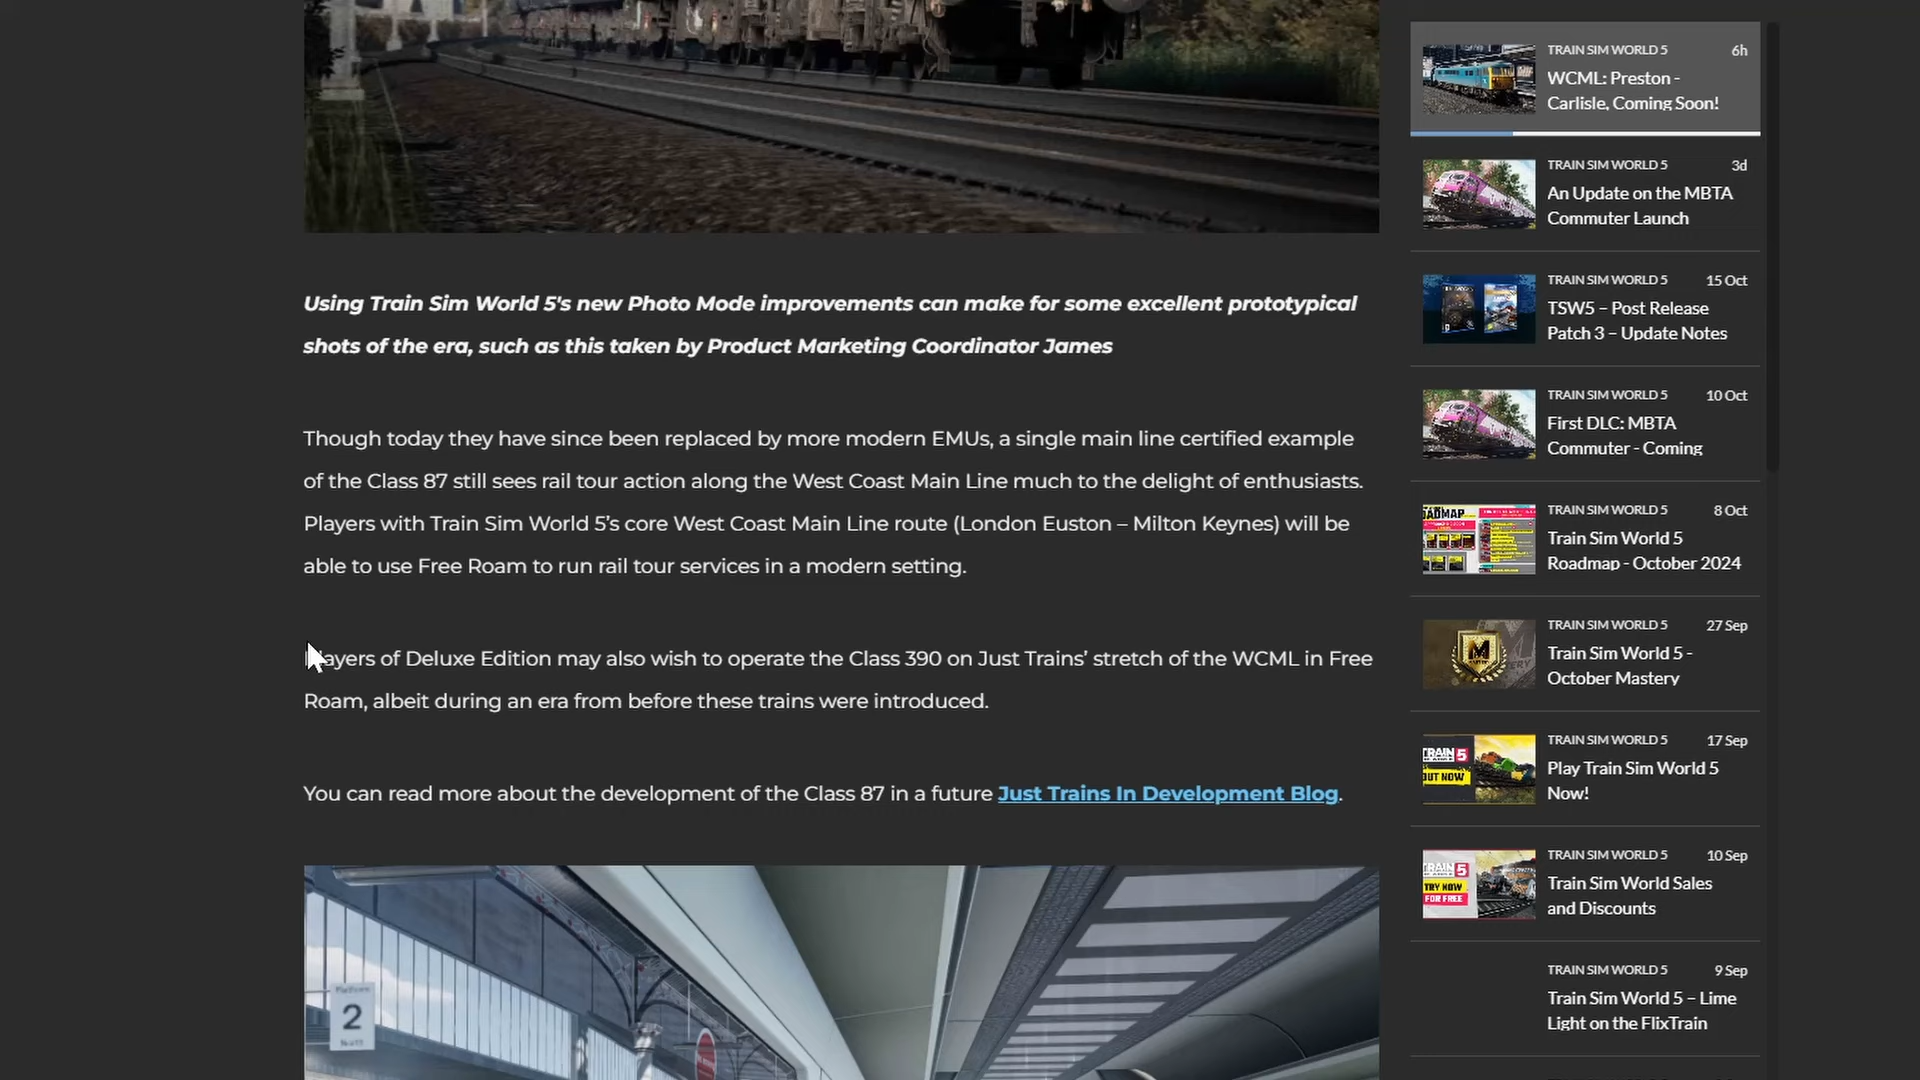 Using Train Sim World 5's new Photo Mode improvements can make for some excellent prototypical
shots of the era, such as this taken by Product Marketing Coordinator James
Though today they have since been replaced by more modern EMUs, a single main line certified example
of the Class 87 still sees rail tour action along the West Coast Main Line much to the delight of enthusiasts.
Players with Train Sim World 5’s core West Coast Main Line route (London Euston – Milton Keynes) will be
able to use Free Roam to run rail tour services in a modern setting.
Players of Deluxe Edition may also wish to operate the Class 390 on Just Trains’ stretch of the WCML in Free
Roam, albeit during an era from before these trains were introduced.
You can read more about the development of the Class 87 in a future Just Trains In Development Blog.
Platform
2
TRAIN SIM WORLD 5 6h
WCML: Preston -
Carlisle, Coming Soon!
TRAIN SIM WORLD 5 3d
An Update on the MBTA
Commuter Launch
TRAIN SIM WORLD 5 15 Oct
TSW5 – Post Release
Patch 3 – Update Notes
TRAIN SIM WORLD 5 10 Oct
First DLC: MBTA
Commuter - Coming
ROADMAP
TRAIN SIM WORLD 5 8 Oct
Train Sim World 5
Roadmap - October 2024
M
TRAIN SIM WORLD 5 27 Sep
Train Sim World 5 -
October Mastery
TRAIN 5
OUT NOW
TRAIN SIM WORLD 5 17 Sep
Play Train Sim World 5
Now!
TRAIN 5
TRY NOW
FOR FREE
TRAIN SIM WORLD 5 10 Sep
Train Sim World Sales
and Discounts
TRAIN SIM WORLD 5 9 Sep
Train Sim World 5 – Lime
Light on the FlixTrain